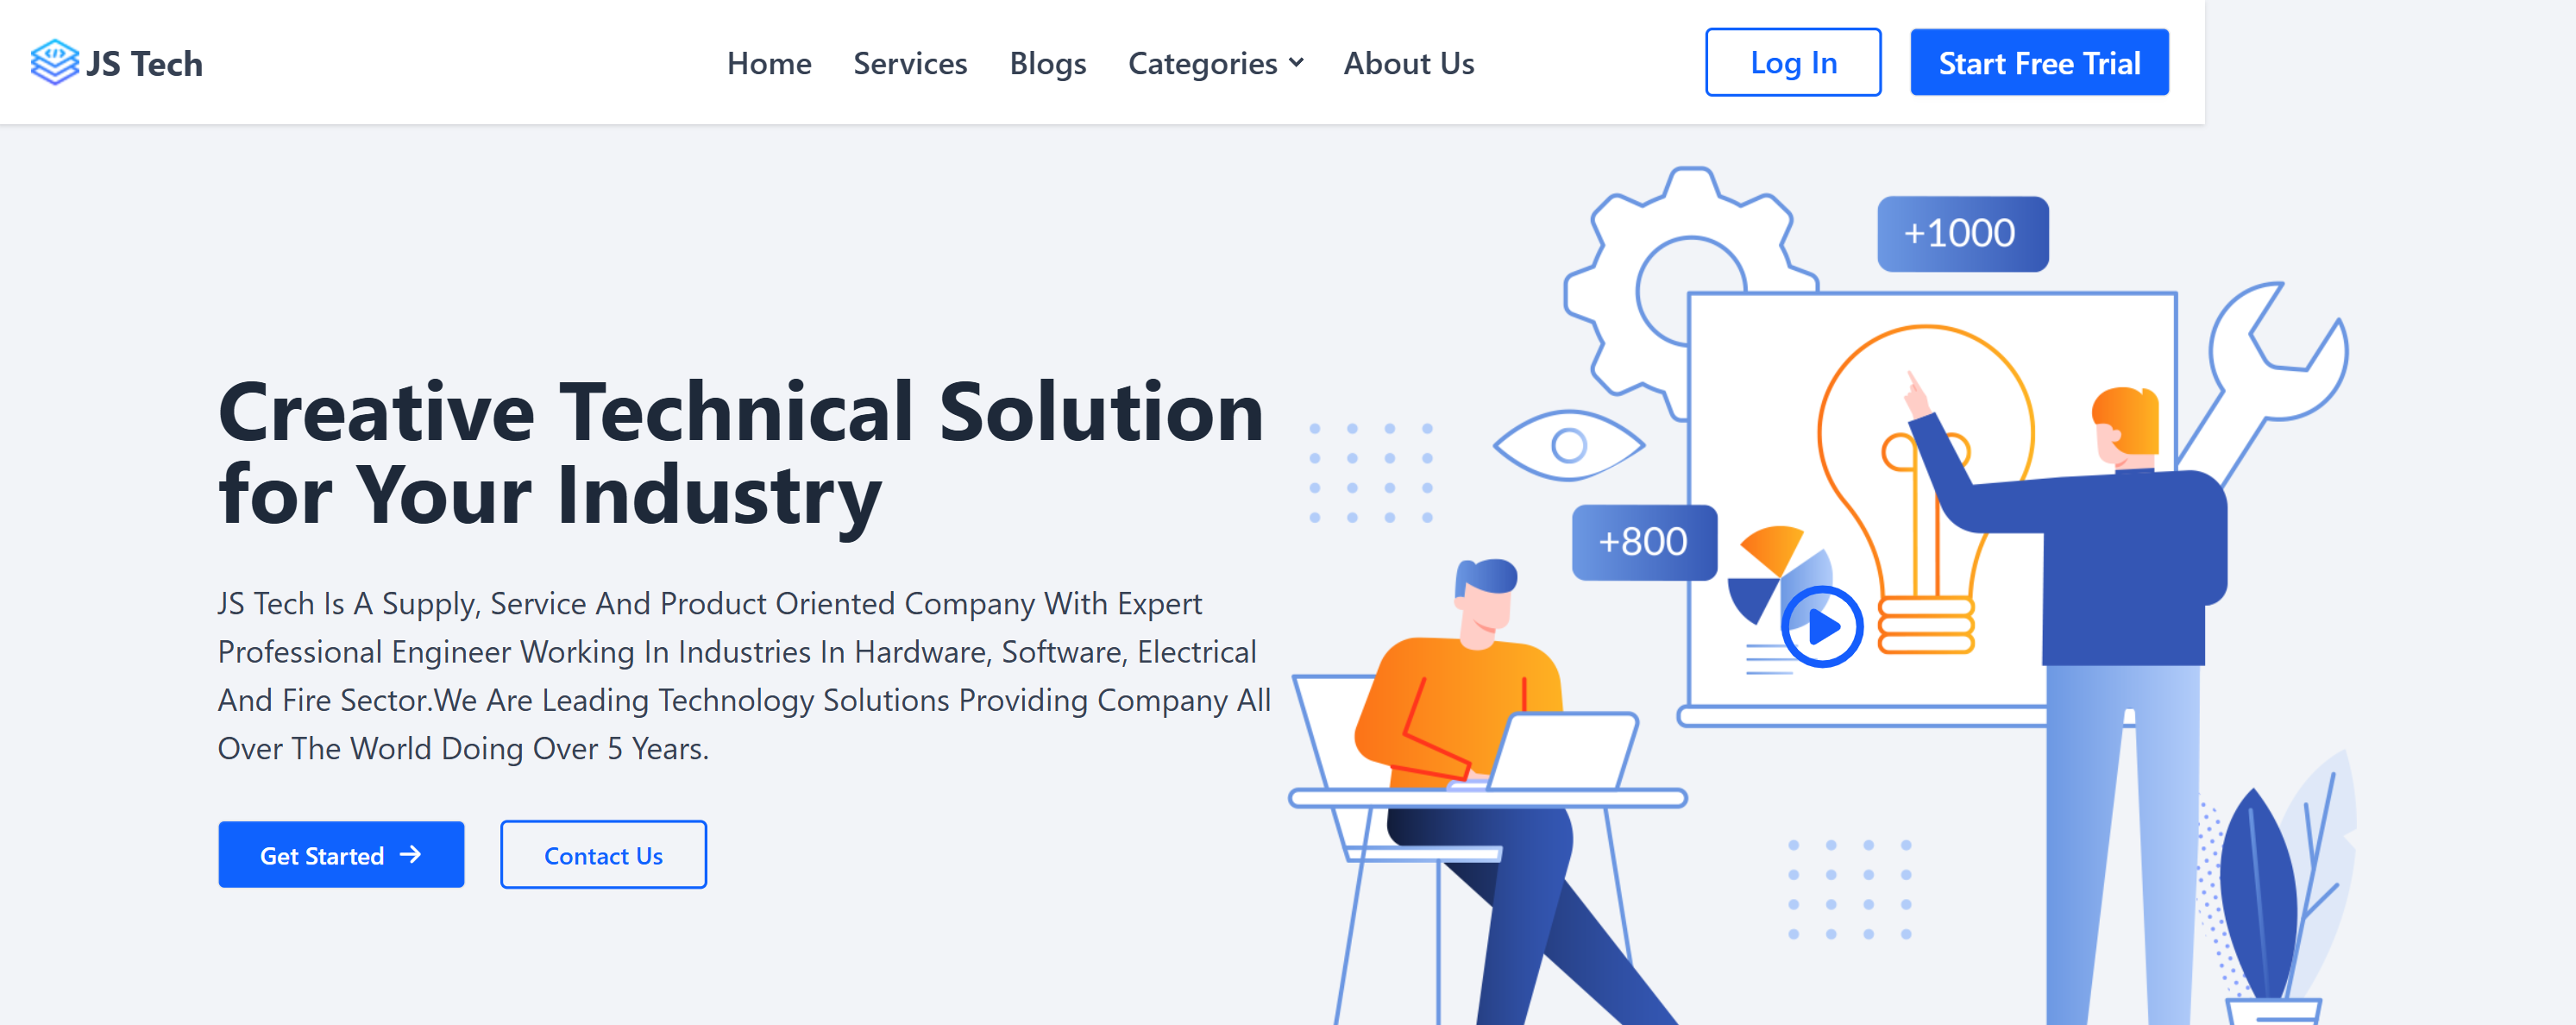 JS Tech
Home Services Blogs Categories About Us
Log In
Start Free Trial
+1000
Creative Technical Solution
for Your Industry
+800
JS Tech Is A Supply, Service And Product Oriented Company With Expert
Professional Engineer Working In Industries In Hardware, Software, Electrical
And Fire Sector.We Are Leading Technology Solutions Providing Company All
Over The World Doing Over 5 Years.
Get Started
Contact Us